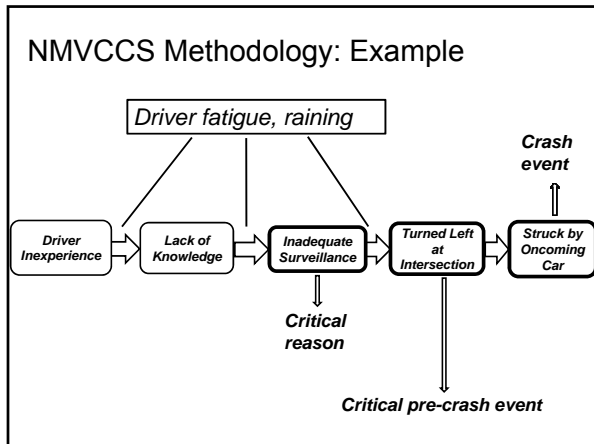 NMVCCS Methodology: Example
Driver fatigue, raining
Crash
event
Driver
Inexperience
Lack of
Knowledge
Inadequate
Surveillance
Turned Left
at
Intersection
Struck by
Oncoming
Car
Critical
reason
Critical pre-crash event